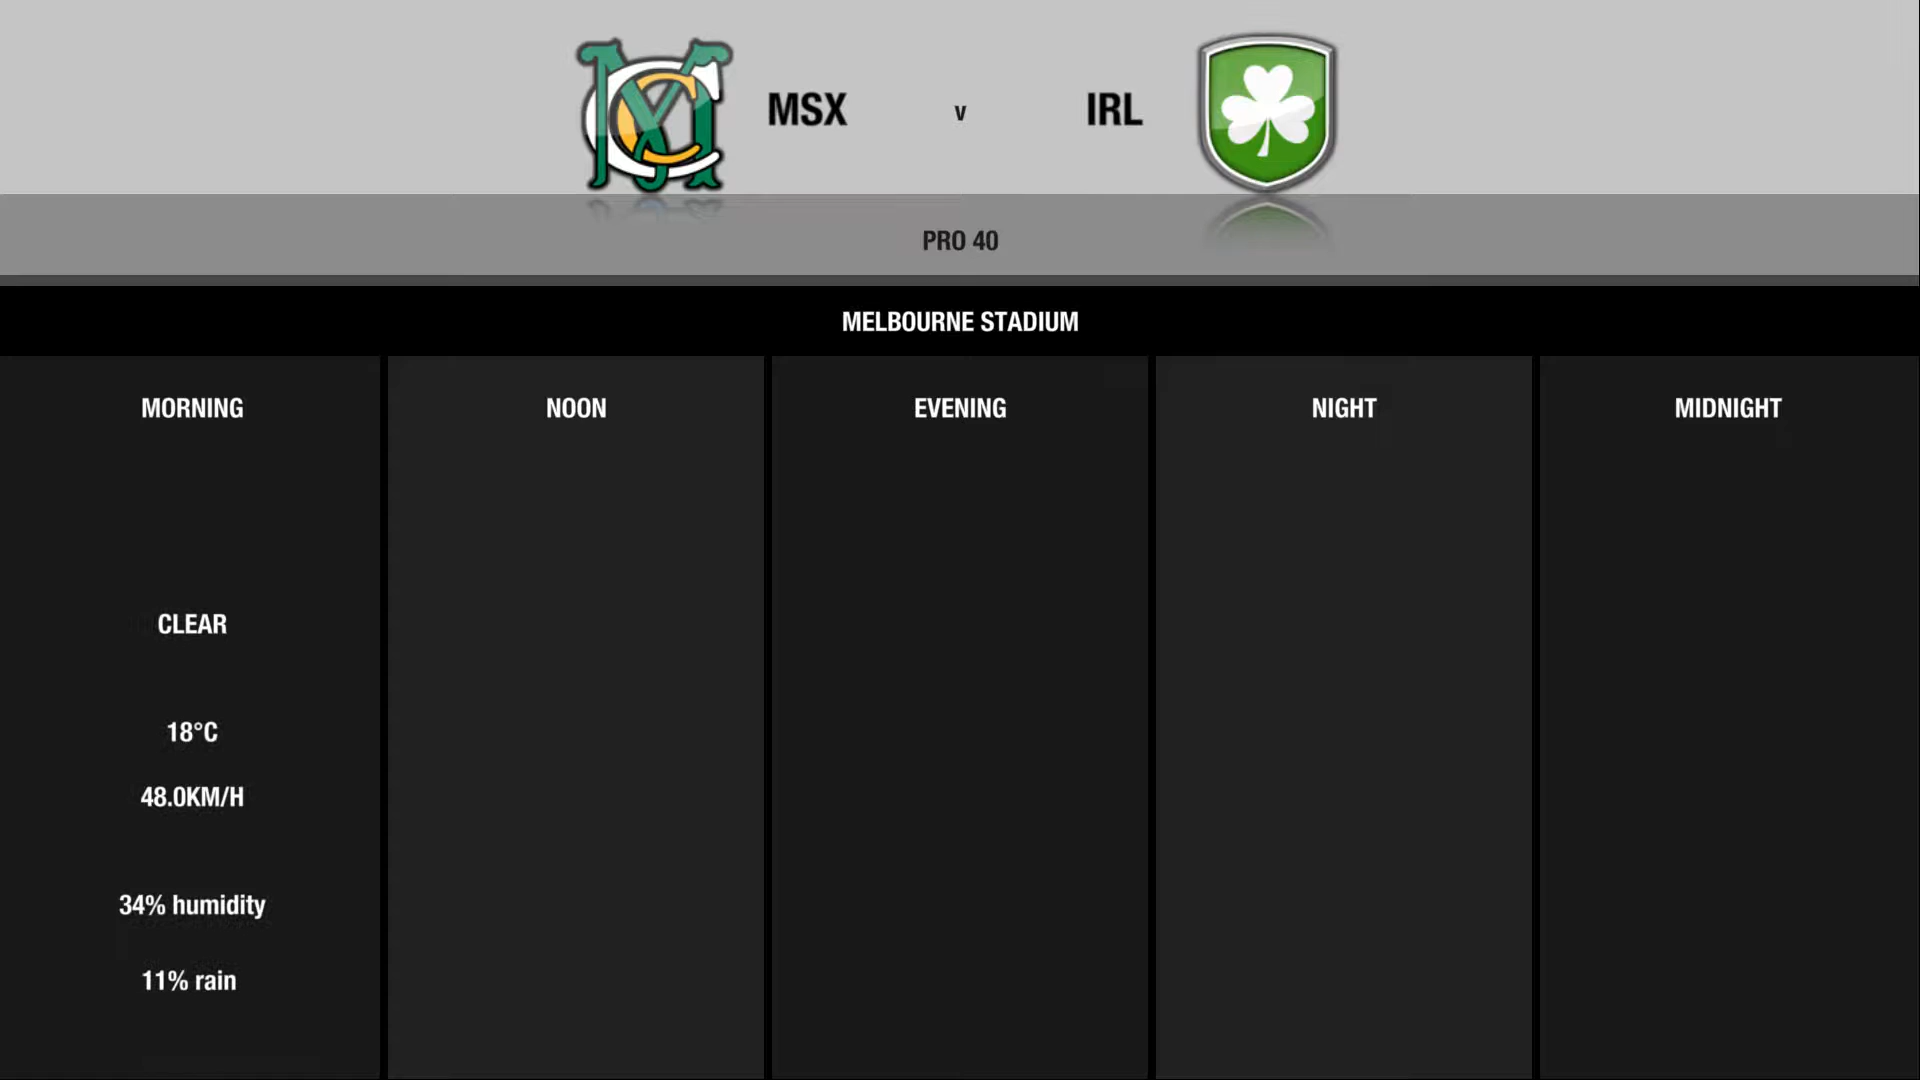 MSX v IRL
PRO 40
MELBOURNE STADIUM
MORNING NOON EVENING NIGHT MIDNIGHT
CLEAR
18°C
48.0KM/H
34% humidity
11% rain